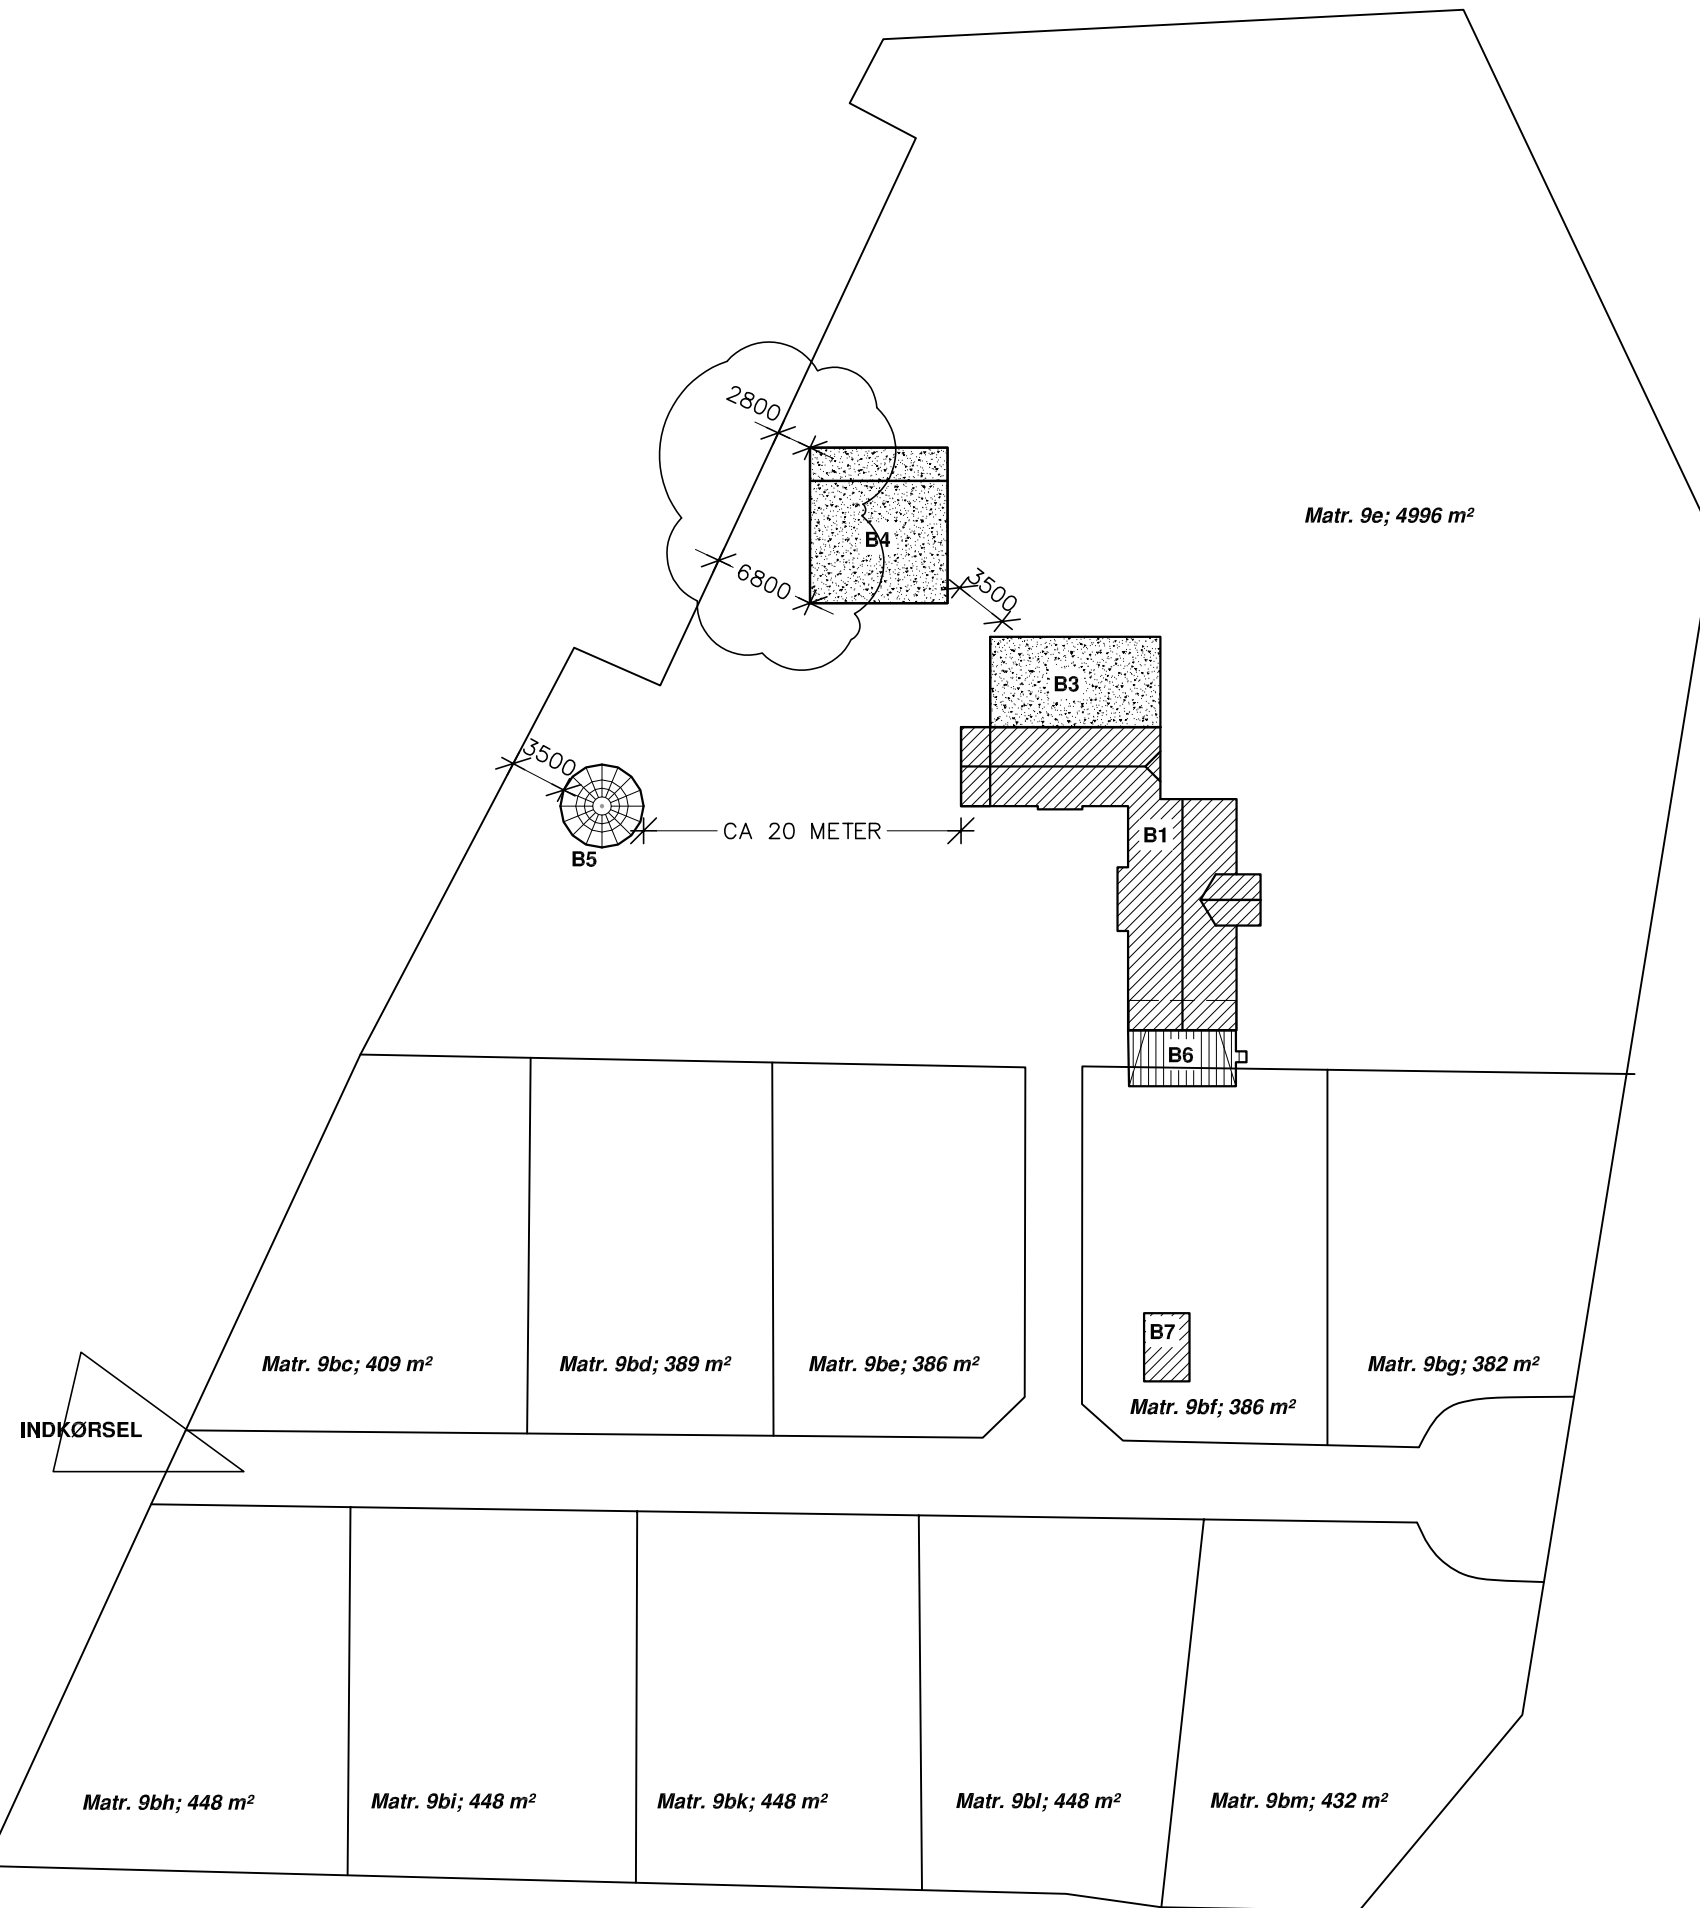 2800
Matr. 9e; 4996 m²
B4
6800
3500
B3
3500
CA 20 METER
B1
B5
B6
B7
Matr. 9bc; 409 m²
Matr. 9bd; 389 m²
Matr. 9be; 386 m²
Matr. 9bg; 382 m²
Matr. 9bf; 386 m²
INDKØRSEL
Matr. 9bh; 448 m²
Matr. 9bi; 448 m²
Matr. 9bk; 448 m²
Matr. 9bl; 448 m²
Matr. 9bm; 432 m²